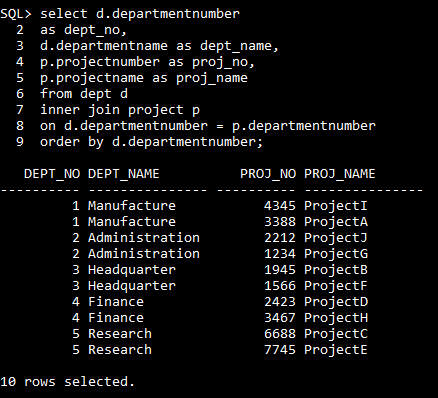 SQL> select d.departmentnumber
  2  as dept_no,
  3  d.departmentname as dept_name,
  4  p.projectnumber as proj_no,
  5  p.projectname as proj_name
  6  from dept d
  7  inner join project p
  8  on d.departmentnumber = p.departmentnumber
  9  order by d.departmentnumber;

   DEPT_NO DEPT_NAME          PROJ_NO PROJ_NAME
---------- --------------- ---------- ---------------
         1 Manufacture           4345 ProjectI
         1 Manufacture           3388 ProjectA
         2 Administration        2212 ProjectJ
         2 Administration        1234 ProjectG
         3 Headquarter           1945 ProjectB
         3 Headquarter           1566 ProjectF
         4 Finance               2423 ProjectD
         4 Finance               3467 ProjectH
         5 Research              6688 ProjectC
         5 Research              7745 ProjectE

10 rows selected.